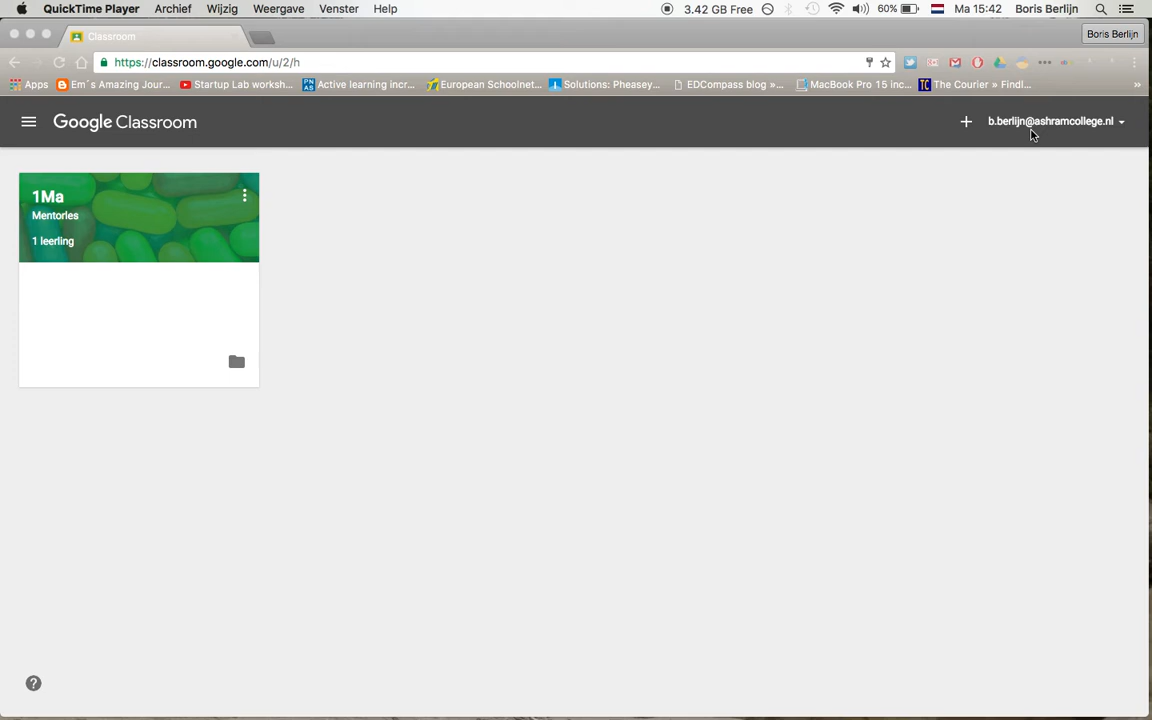 QuickTime Player Archief Wijzig Weergave Venster Help 3.42 GB Free 60% Ma 15:42 Boris Berlijn
Classroom Boris Berlijn
https://classroom.google.com/u/2/h
Apps Em´s Amazing Jour... Startup Lab worksh... Active learning incr... European Schoolnet... Solutions: Pheasey... EDCompass blog »... MacBook Pro 15 inc... The Courier » Findl... »
Google Classroom + b.berlijn@ashramcollege.nl
1Ma
Mentorles
1 leerling
?